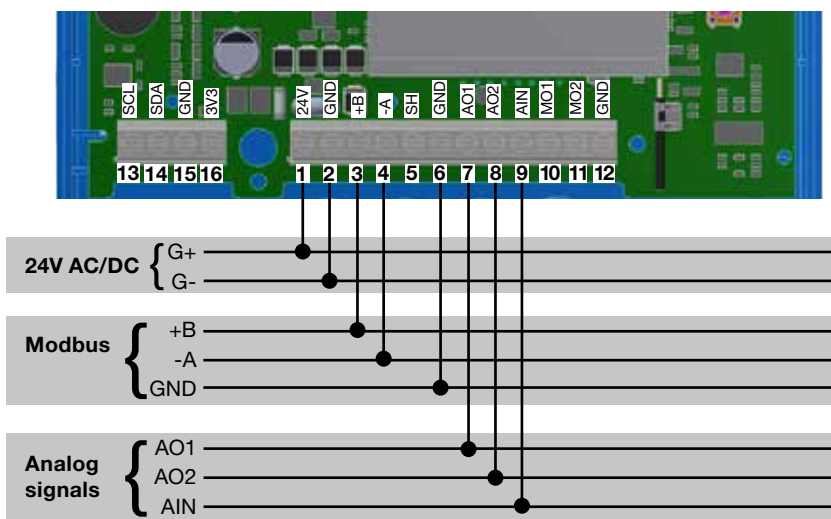 SCL SDA GND 3V3 24V GND +B -A SH GND AO1 AO2 AIN MO1 MO2 GND
13 14 15 16 1 2 3 4 5 6 7 8 9 10 11 12
24V AC/DC { G+
G-
Modbus { +B
-A
GND
Analog signals { AO1
AO2
AIN